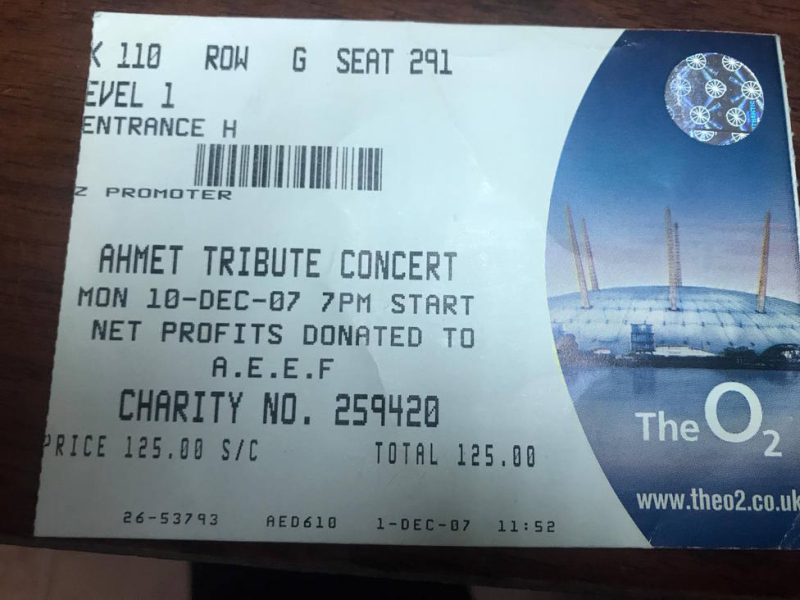 K 110 ROW G SEAT 291
EVEL 1
ENTRANCE H
Z PROMOTER
AHMET TRIBUTE CONCERT
MON 10-DEC-07 7PM START
NET PROFITS DONATED TO
A.E.E.F
CHARITY NO. 259420
PRICE 125.00 S/C TOTAL 125.00
26-53793 AED610 1-DEC-07 11:52
The O2
www.theo2.co.uk